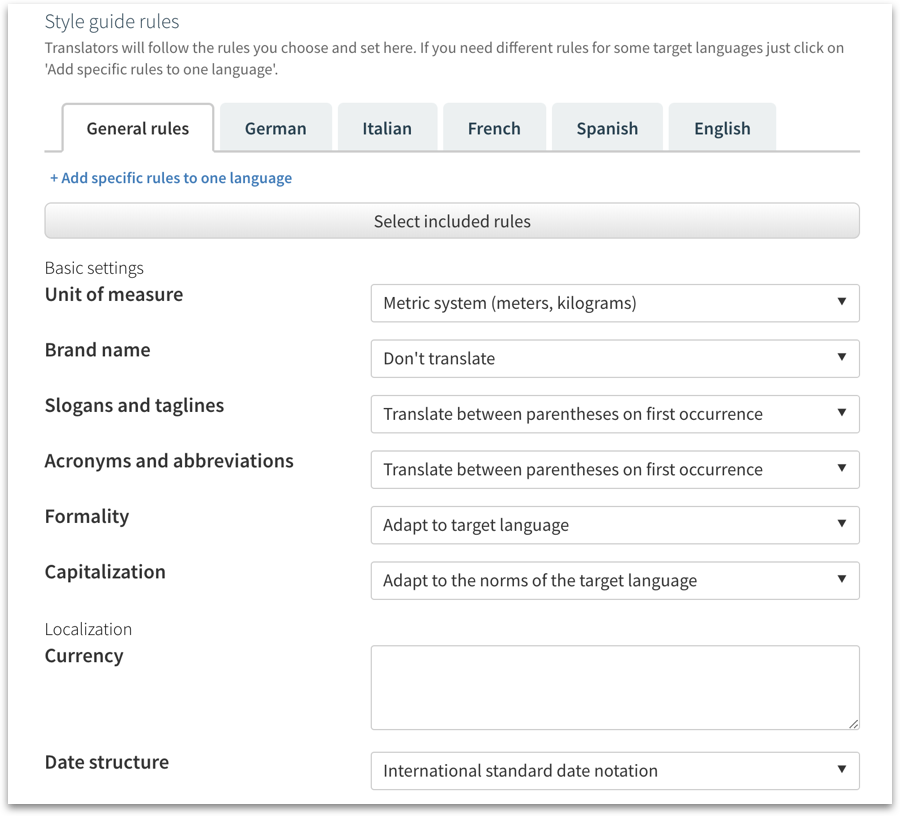 Style guide rules
Translators will follow the rules you choose and set here. If you need different rules for some target languages just click on
'Add specific rules to one language'.
General rules
German
Italian
French
Spanish
English
+ Add specific rules to one language
Select included rules
Basic settings
Unit of measure
Metric system (meters, kilograms)
Brand name
Don't translate
Slogans and taglines
Translate between parentheses on first occurrence
Acronyms and abbreviations
Translate between parentheses on first occurrence
Formality
Adapt to target language
Capitalization
Adapt to the norms of the target language
Localization
Currency
Date structure
International standard date notation